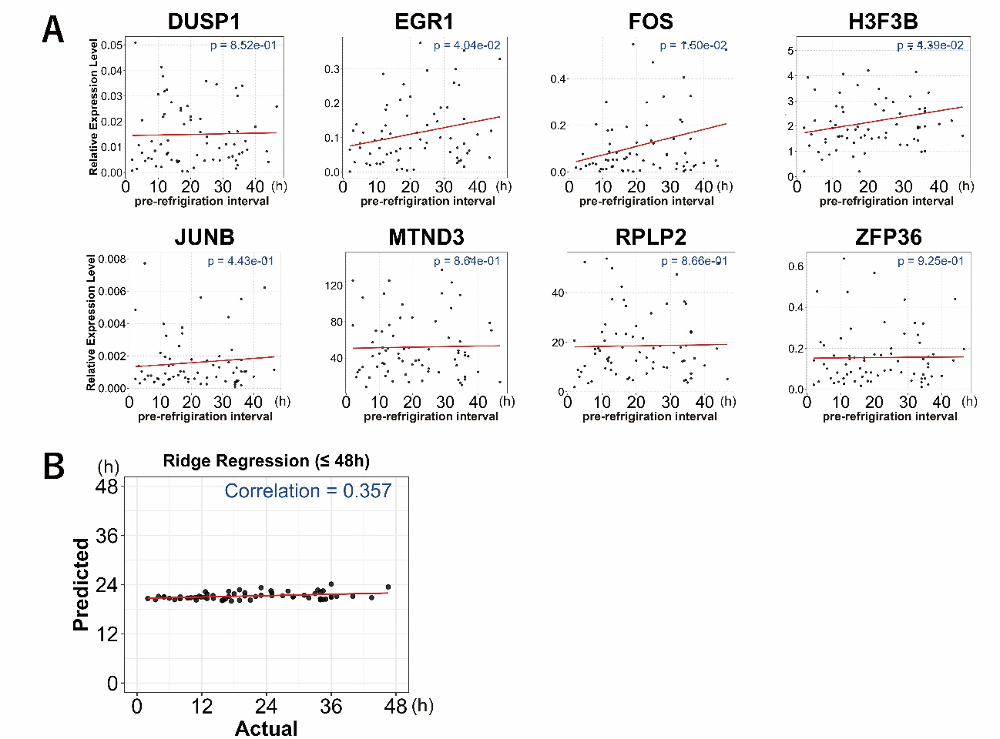 A
DUSP1 EGR1 FOS H3F3B
p = 8.52e-01 p = 4.04e-02 p = 1.50e-02 p = 4.39e-02
Relative Expression Level
0.05
0.04
0.03
0.02
0.01
0.00
0 10 20 30 40 (h)
pre-refrigiration interval
0.3
0.2
0.1
0.0
0 10 20 30 40 (h)
pre-refrigiration interval
0.4
0.2
0.0
0 10 20 30 40 (h)
pre-refrigiration interval
5
4
3
2
1
0
0 10 20 30 40 (h)
pre-refrigiration interval
JUNB MTND3 RPLP2 ZFP36
p = 4.43e-01 p = 8.64e-01 p = 8.66e-01 p = 9.25e-01
Relative Expression Level
0.008
0.006
0.004
0.002
0.000
0 10 20 30 40 (h)
pre-refrigiration interval
120
80
40
0 10 20 30 40 (h)
pre-refrigiration interval
40
20
0
0 10 20 30 40 (h)
pre-refrigiration interval
0.6
0.4
0.2
0.0
0 10 20 30 40 (h)
pre-refrigiration interval
B
Ridge Regression (≤ 48h)
(h)
Correlation = 0.357
Predicted
48
36
24
12
0
0 12 24 36 48 (h)
Actual